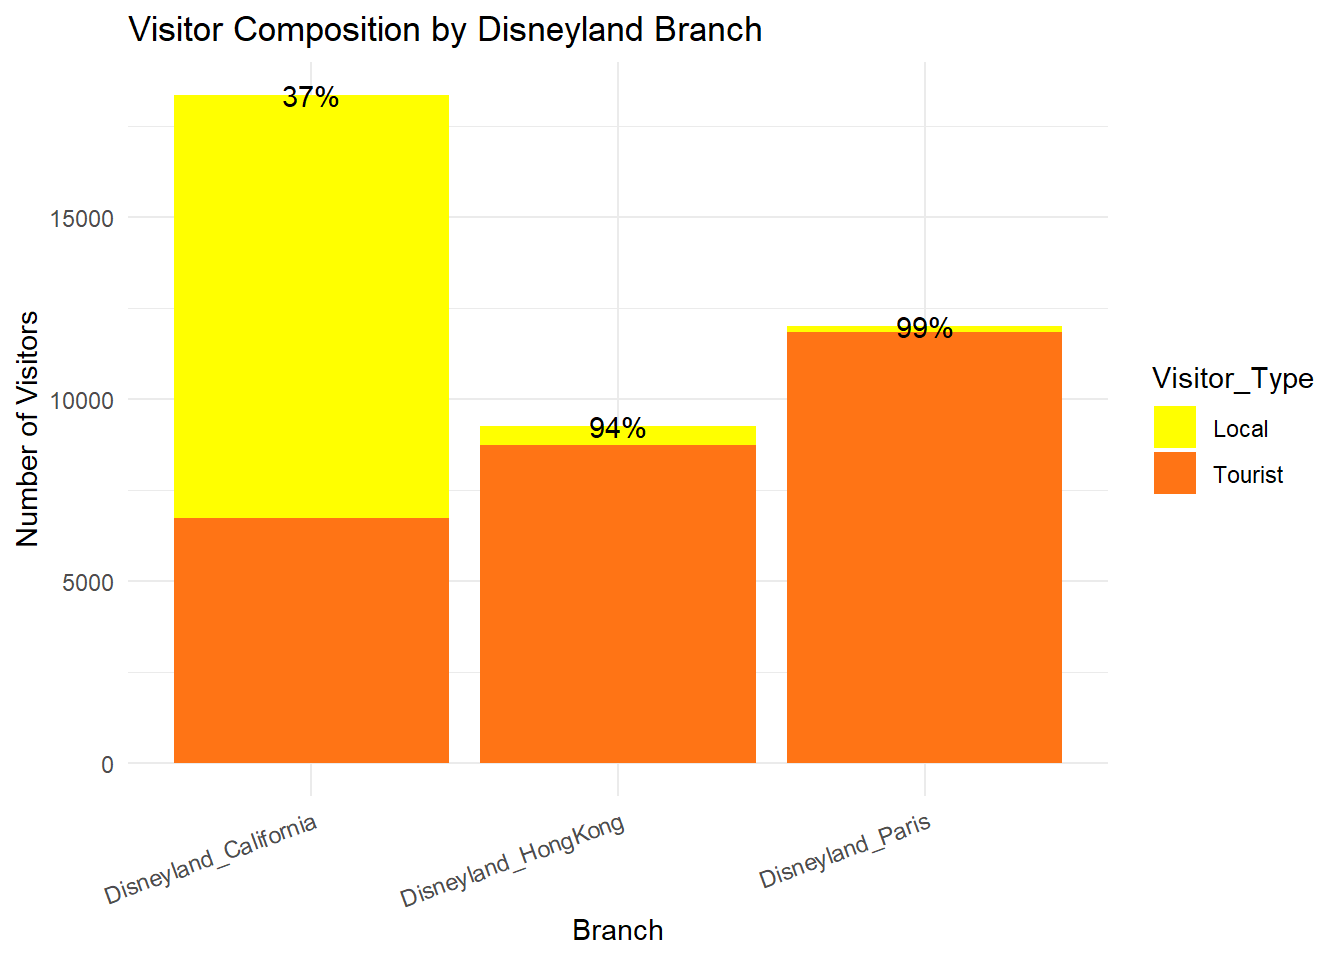 Visitor Composition by Disneyland Branch
37%
94%
99%
15000
10000
5000
0
Number of Visitors
Disneyland_California
Disneyland_HongKong
Disneyland_Paris
Branch
Visitor_Type
Local
Tourist